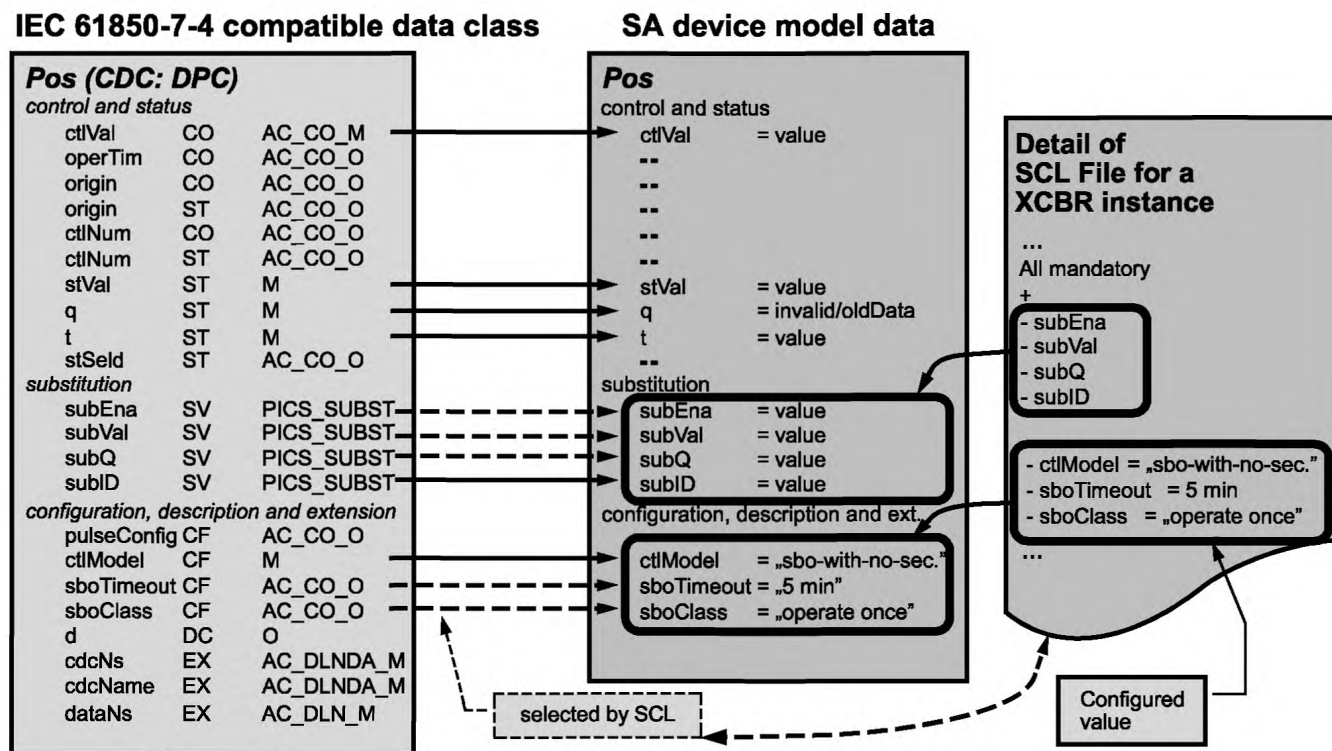 IEC 61850-7-4 compatible data class
Pos (CDC: DPC)
control and status
ctlVal CO AC_CO_M
operTim CO AC_CO_O
origin CO AC_CO_O
origin ST AC_CO_O
ctlNum CO AC_CO_O
ctlNum ST AC_CO_O
stVal ST M
q ST M
t ST M
stSeld ST AC_CO_O
substitution
subEna SV PICS_SUBST
subVal SV PICS_SUBST
subQ SV PICS_SUBST
subID SV PICS_SUBST
configuration, description and extension
pulseConfig CF AC_CO_O
ctlModel CF M
sboTimeout CF AC_CO_O
sboClass CF AC_CO_O
d DC O
cdcNs EX AC_DLNDA_M
cdcName EX AC_DLNDA_M
dataNs EX AC_DLN_M
SA device model data
Pos
control and status
ctlVal = value
--
--
--
--
--
stVal = value
q = invalid/oldData
t = value
--
substitution
subEna = value
subVal = value
subQ = value
subID = value
configuration, description and ext..
ctlModel = „sbo-with-no-sec.”
sboTimeout = „5 min”
sboClass = „operate once”
Detail of
SCL File for a
XCBR instance
...
All mandatory
+
- subEna
- subVal
- subQ
- subID
- ctlModel = „sbo-with-no-sec.”
- sboTimeout = 5 min
- sboClass = „operate once”
...
selected by SCL
Configured
value